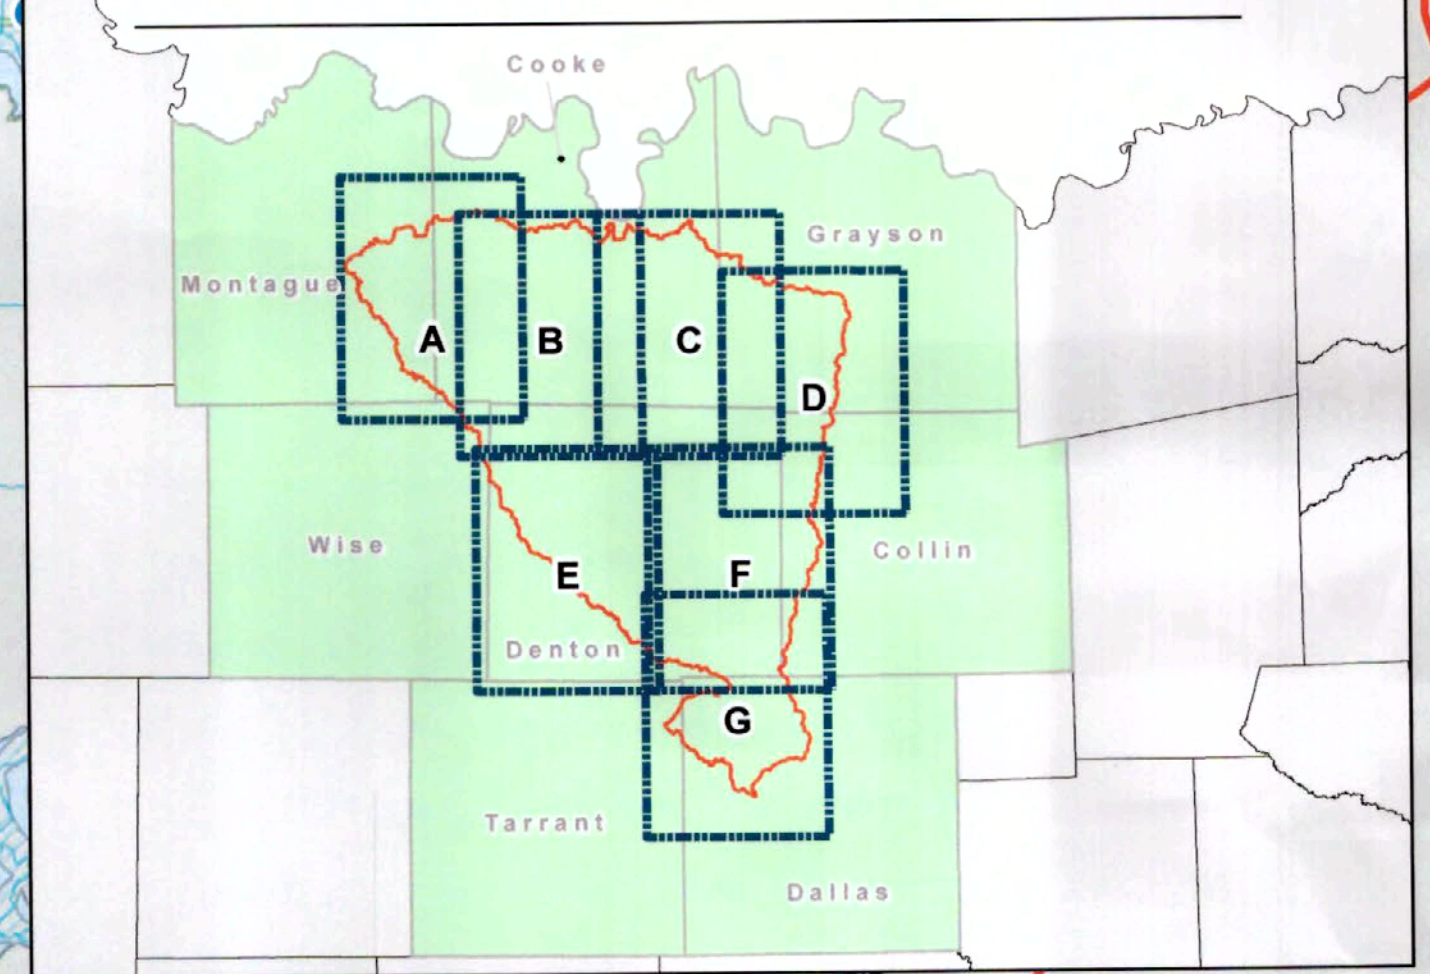 Cooke
Grayson
Montague
A
B
C
D
Wise
Collin
E
F
Denton
G
Tarrant
Dallas